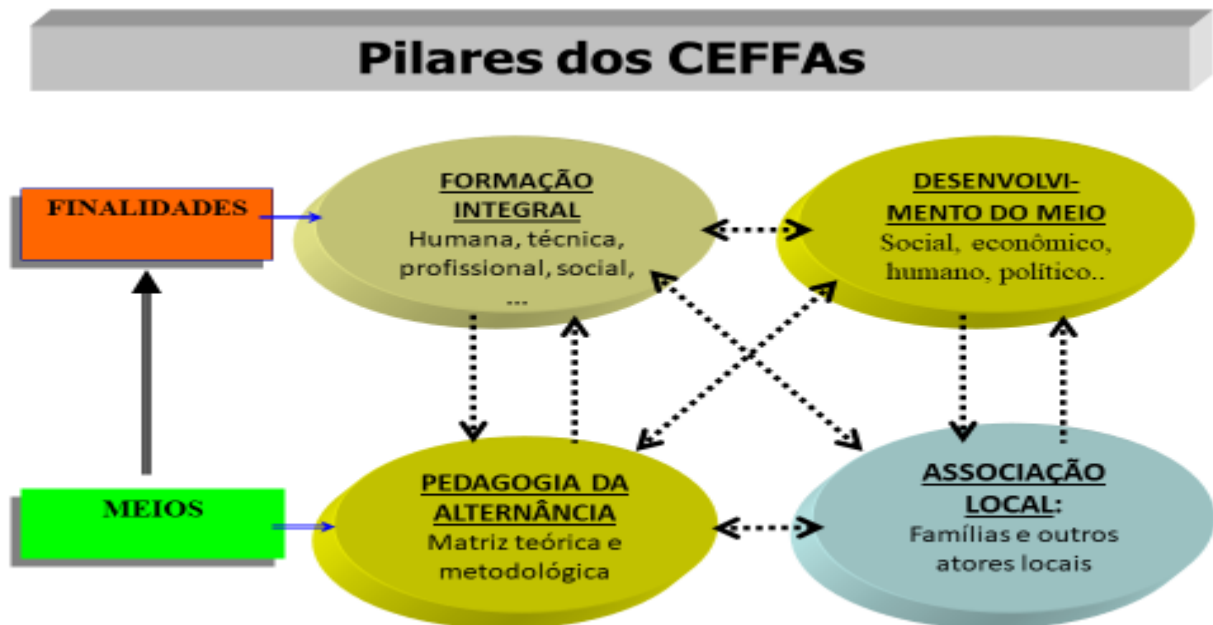 Pilares dos CEFFAs
FINALIDADES
FORMAÇÃO
INTEGRAL
Humana, técnica,
profissional, social,
...
DESENVOLVI-
MENTO DO MEIO
Social, econômico,
humano, político..
MEIOS
PEDAGOGIA DA
ALTERNÂNCIA
Matriz teórica e
metodológica
ASSOCIAÇÃO
LOCAL:
Famílias e outros
atores locais